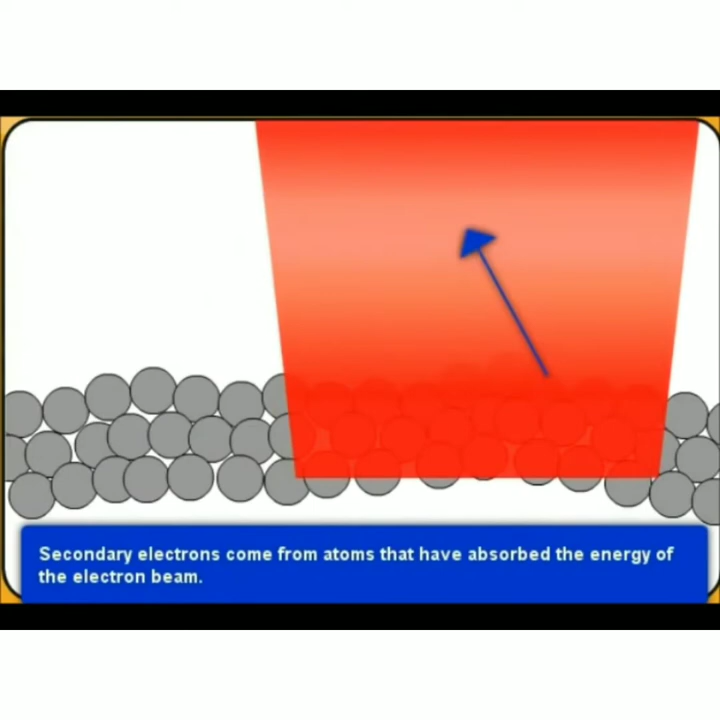 Secondary electrons come from atoms that have absorbed the energy of
the electron beam.